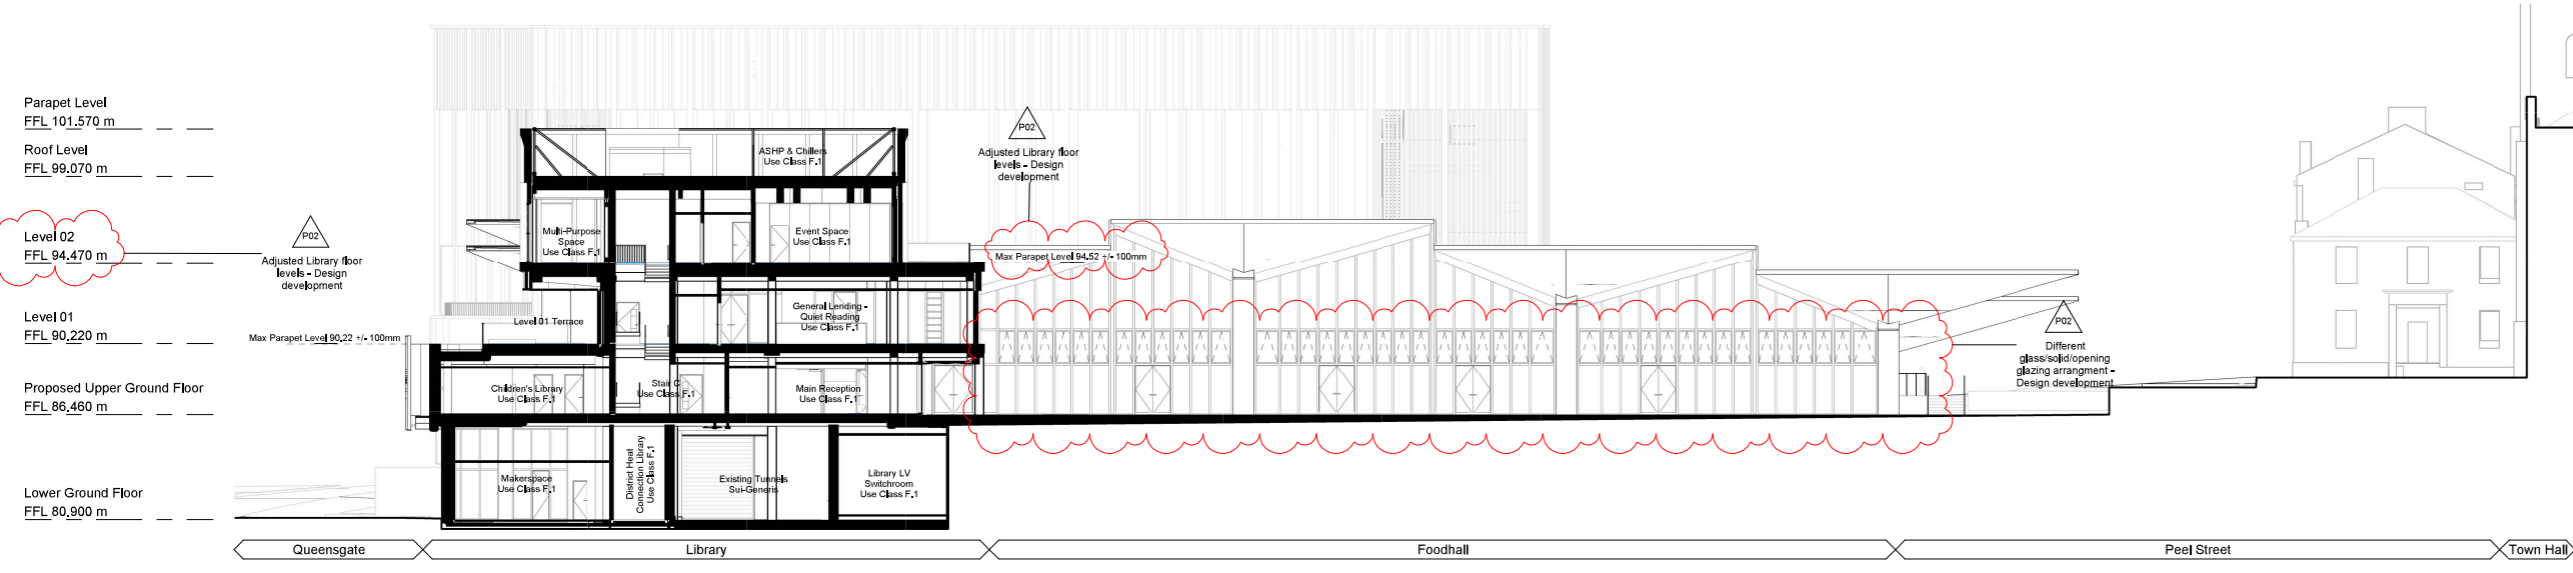 Parapet Level
FFL 101.570 m
Roof Level
FFL 99.070 m
Level 02
FFL 94.470 m
Level 01
FFL 90.220 m
Proposed Upper Ground Floor
FFL 86.460 m
Lower Ground Floor
FFL 80.900 m
P02
Adjusted Library floor
levels - Design
development
Max Parapet Level 90.22 +/- 100mm
ASHP & Chillers
Use Class F.1
Multi-Purpose
Space
Use Class F.1
Event Space
Use Class F.1
Level 01 Terrace
General Lending -
Quiet Reading
Use Class F.1
Children's Library
Use Class F.1
Stair C
Use Class F.1
Main Reception
Use Class F.1
Makerspace
Use Class F.1
District Heat
Connection Library
Use Class F.1
Existing Tunnels
Sui-Generis
Library LV
Switchroom
Use Class F.1
P02
Adjusted Library floor
levels - Design
development
Max Parapet Level 94.52 +/- 100mm
P02
Different
glass/solid/opening
glazing arrangment -
Design development
Queensgate
Library
Foodhall
Peel Street
Town Hall